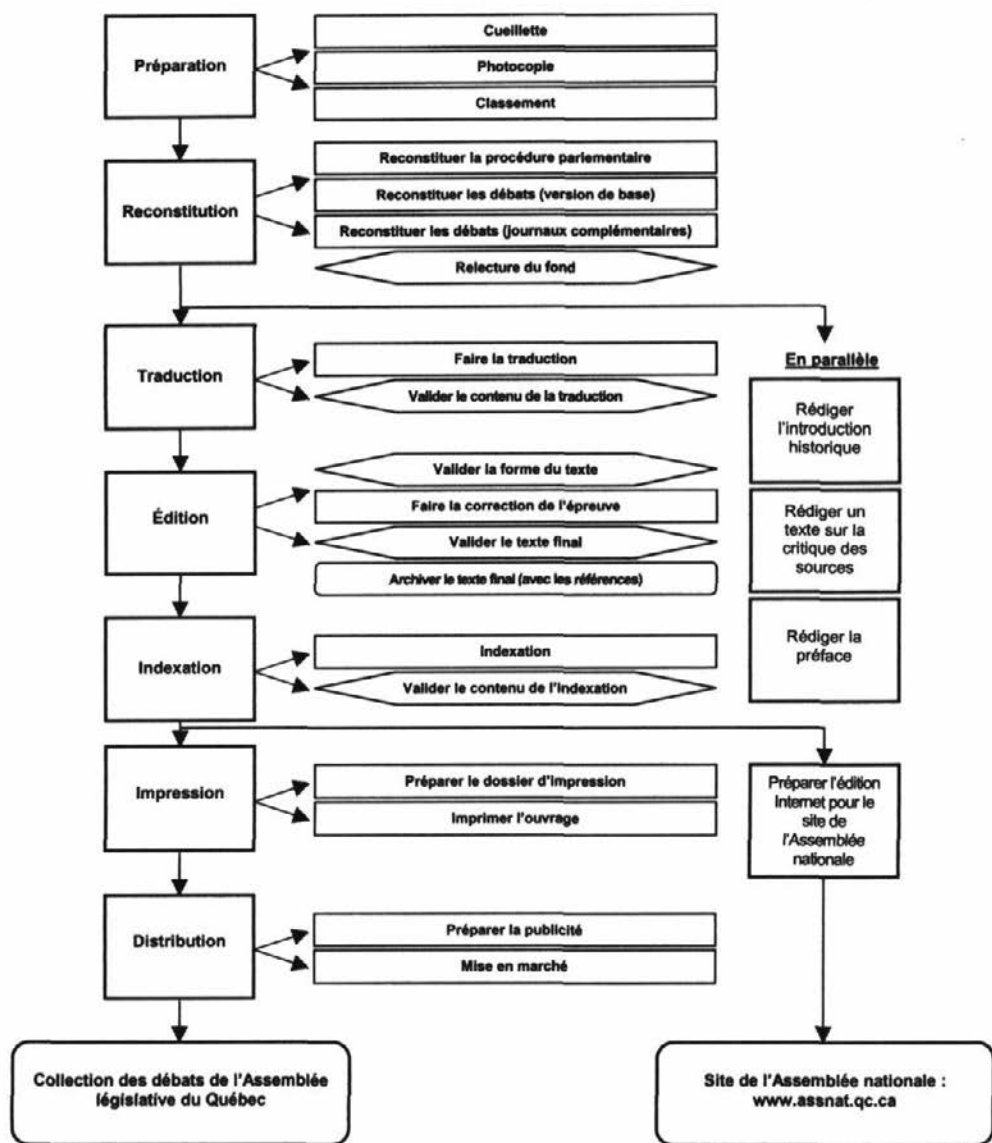 Préparation
Cueillette
Photocopie
Classement
Reconstitution
Reconstituer la procédure parlementaire
Reconstituer les débats (version de base)
Reconstituer les débats (journaux complémentaires)
Relecture du fond
Traduction
Faire la traduction
Valider le contenu de la traduction
Édition
Valider la forme du texte
Faire la correction de l'épreuve
Valider le texte final
Archiver le texte final (avec les références)
Indexation
Indexation
Valider le contenu de l'indexation
En parallèle
Rédiger
l'introduction
historique
Rédiger un
texte sur la
critique des
sources
Rédiger la
préface
Impression
Préparer le dossier d'impression
Imprimer l'ouvrage
Préparer l'édition
Internet pour le
site de
l'Assemblée
nationale
Distribution
Préparer la publicité
Mise en marché
Collection des débats de l'Assemblée
législative du Québec
Site de l'Assemblée nationale :
www.assnat.qc.ca